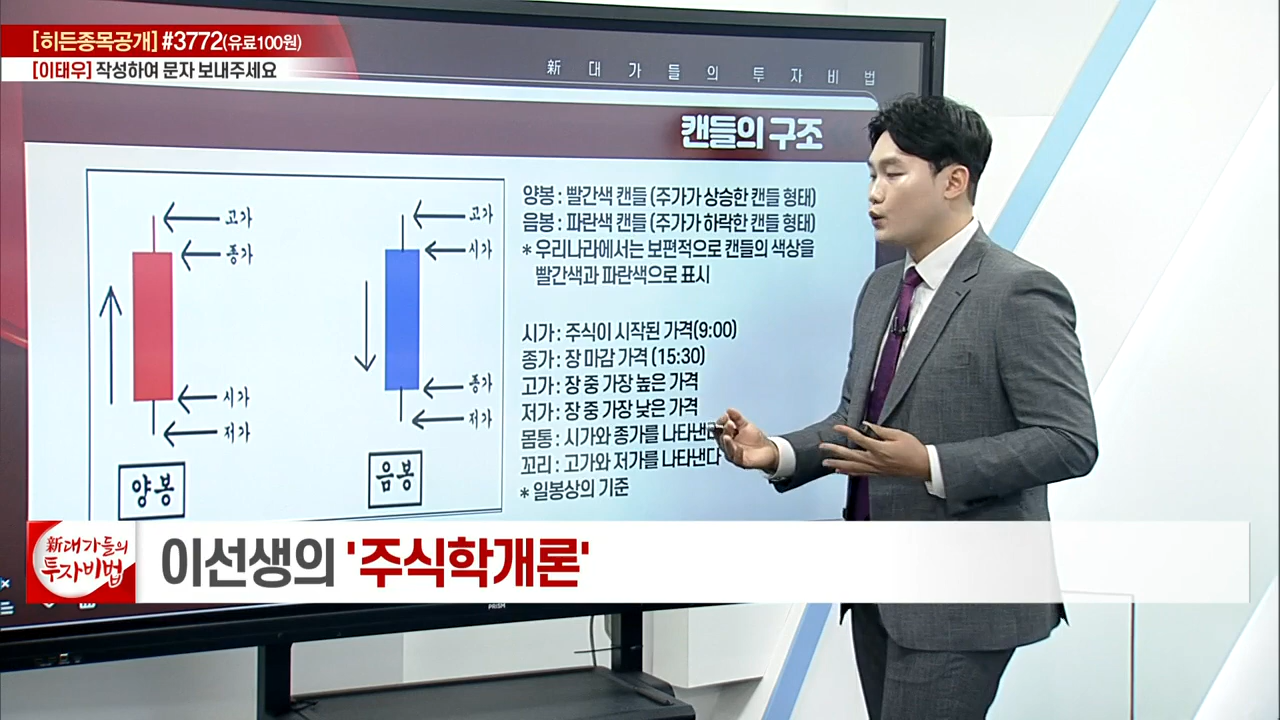 [히든종목공개] #3772(유료100원)
[이태우] 작성하여 문자 보내주세요
新 대 가 들 의 투 자 비 법
캔들의 구조
고가
종가
시가
저가
양봉
고가
시가
종가
저가
음봉
양봉 : 빨간색 캔들 (주가가 상승한 캔들 형태)
음봉 : 파란색 캔들 (주가가 하락한 캔들 형태)
* 우리나라에서는 보편적으로 캔들의 색상을
빨간색과 파란색으로 표시
시가 : 주식이 시작된 가격(9:00)
종가 : 장 마감 가격 (15:30)
고가 : 장 중 가장 높은 가격
저가 : 장 중 가장 낮은 가격
몸통 : 시가와 종가를 나타낸다
꼬리 : 고가와 저가를 나타낸다
* 일봉상의 기준
新대가들의
투자비법
이선생의 '주식학개론'
PRISM